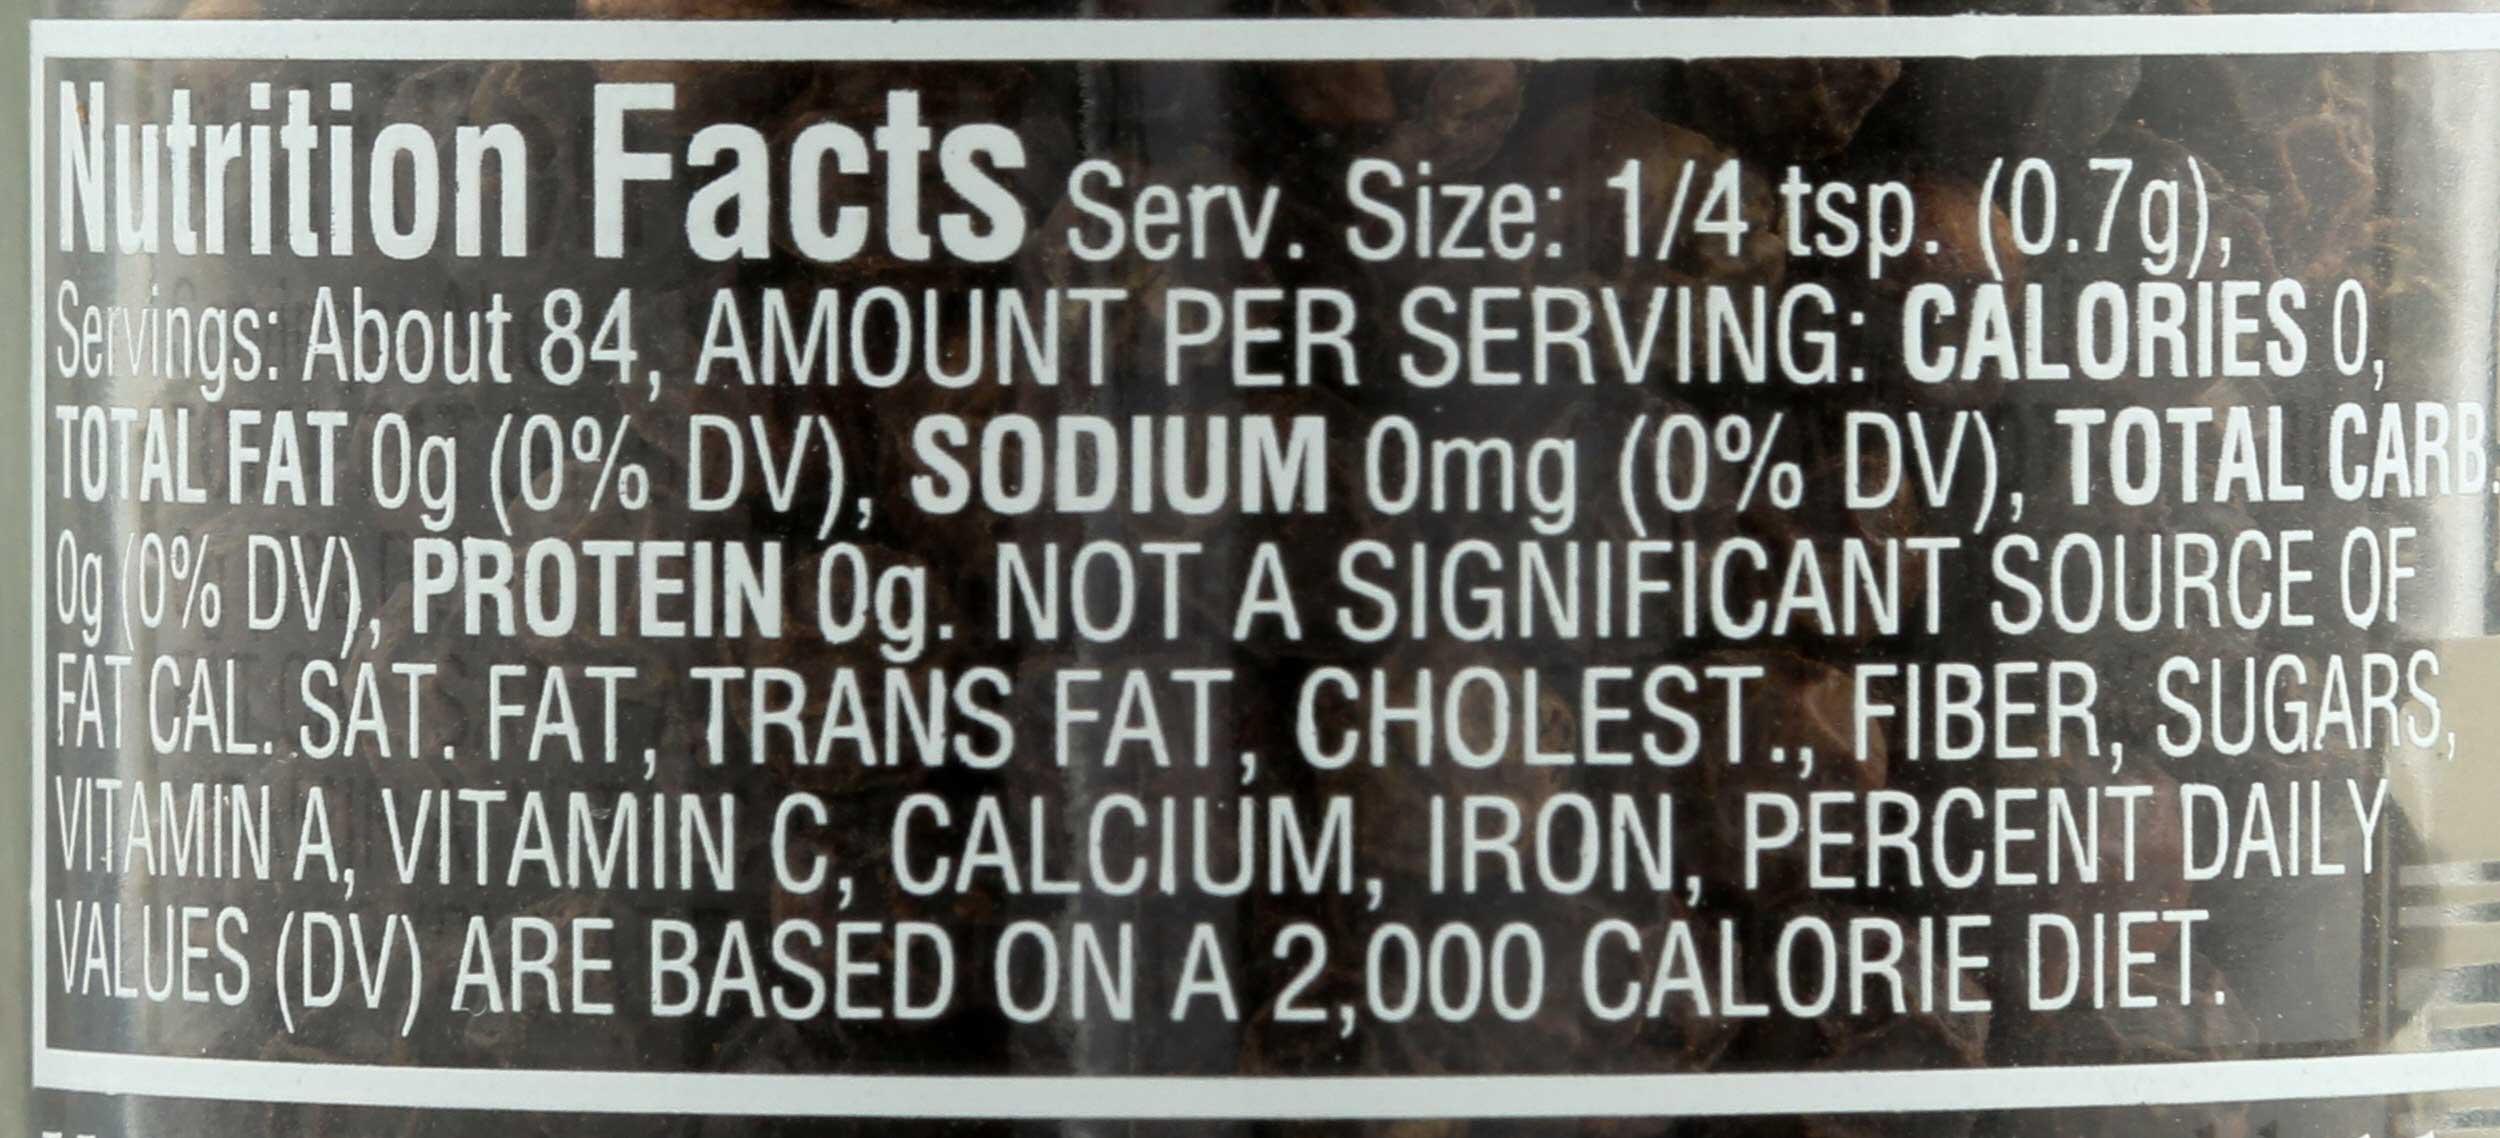 Nutrition Facts Serv. Size: 1/4 tsp. (0.7g),
Servings: About 84, AMOUNT PER SERVING: CALORIES 0,
TOTAL FAT 0g (0% DV), SODIUM 0mg (0% DV), TOTAL CARB.
0g (0% DV), PROTEIN 0g. NOT A SIGNIFICANT SOURCE OF
FAT CAL. SAT. FAT, TRANS FAT, CHOLEST., FIBER, SUGARS,
VITAMIN A, VITAMIN C, CALCIUM, IRON, PERCENT DAILY
VALUES (DV) ARE BASED ON A 2,000 CALORIE DIET.